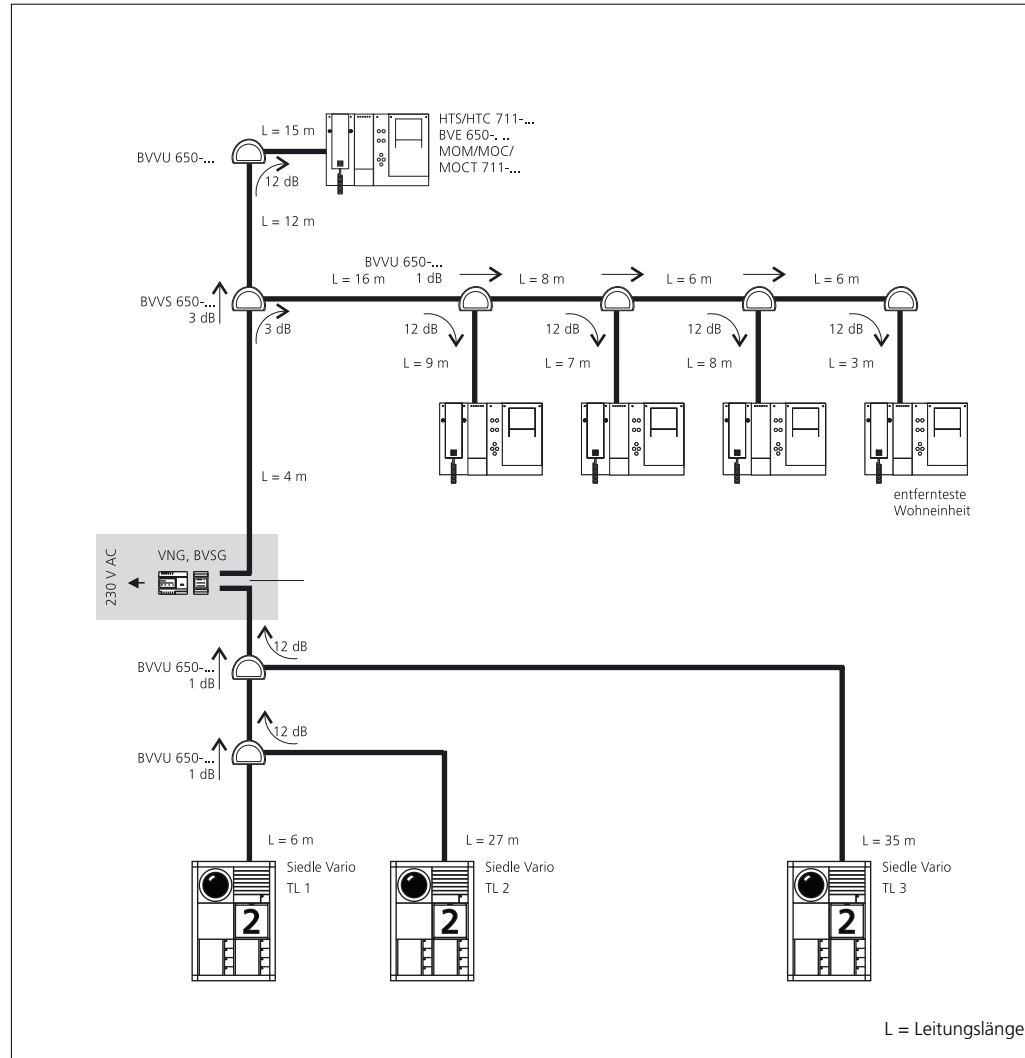 L = 15 m
HTS/HTC 711-...
BVE 650-. ..
MOM/MOC/
MOCT 711-...
BVVU 650-...
12 dB
L = 12 m
BVVU 650-...
L = 16 m
1 dB
L = 8 m
L = 6 m
L = 6 m
BVVS 650-...
3 dB
3 dB
12 dB
12 dB
12 dB
12 dB
L = 9 m
L = 7 m
L = 8 m
L = 3 m
L = 4 m
entfernteste
Wohneinheit
230 V AC
VNG, BVSG
12 dB
BVVU 650-...
1 dB
12 dB
BVVU 650-...
1 dB
L = 6 m
L = 27 m
L = 35 m
Siedle Vario
TL 1
Siedle Vario
TL 2
Siedle Vario
TL 3
2
2
2
L = Leitungslänge